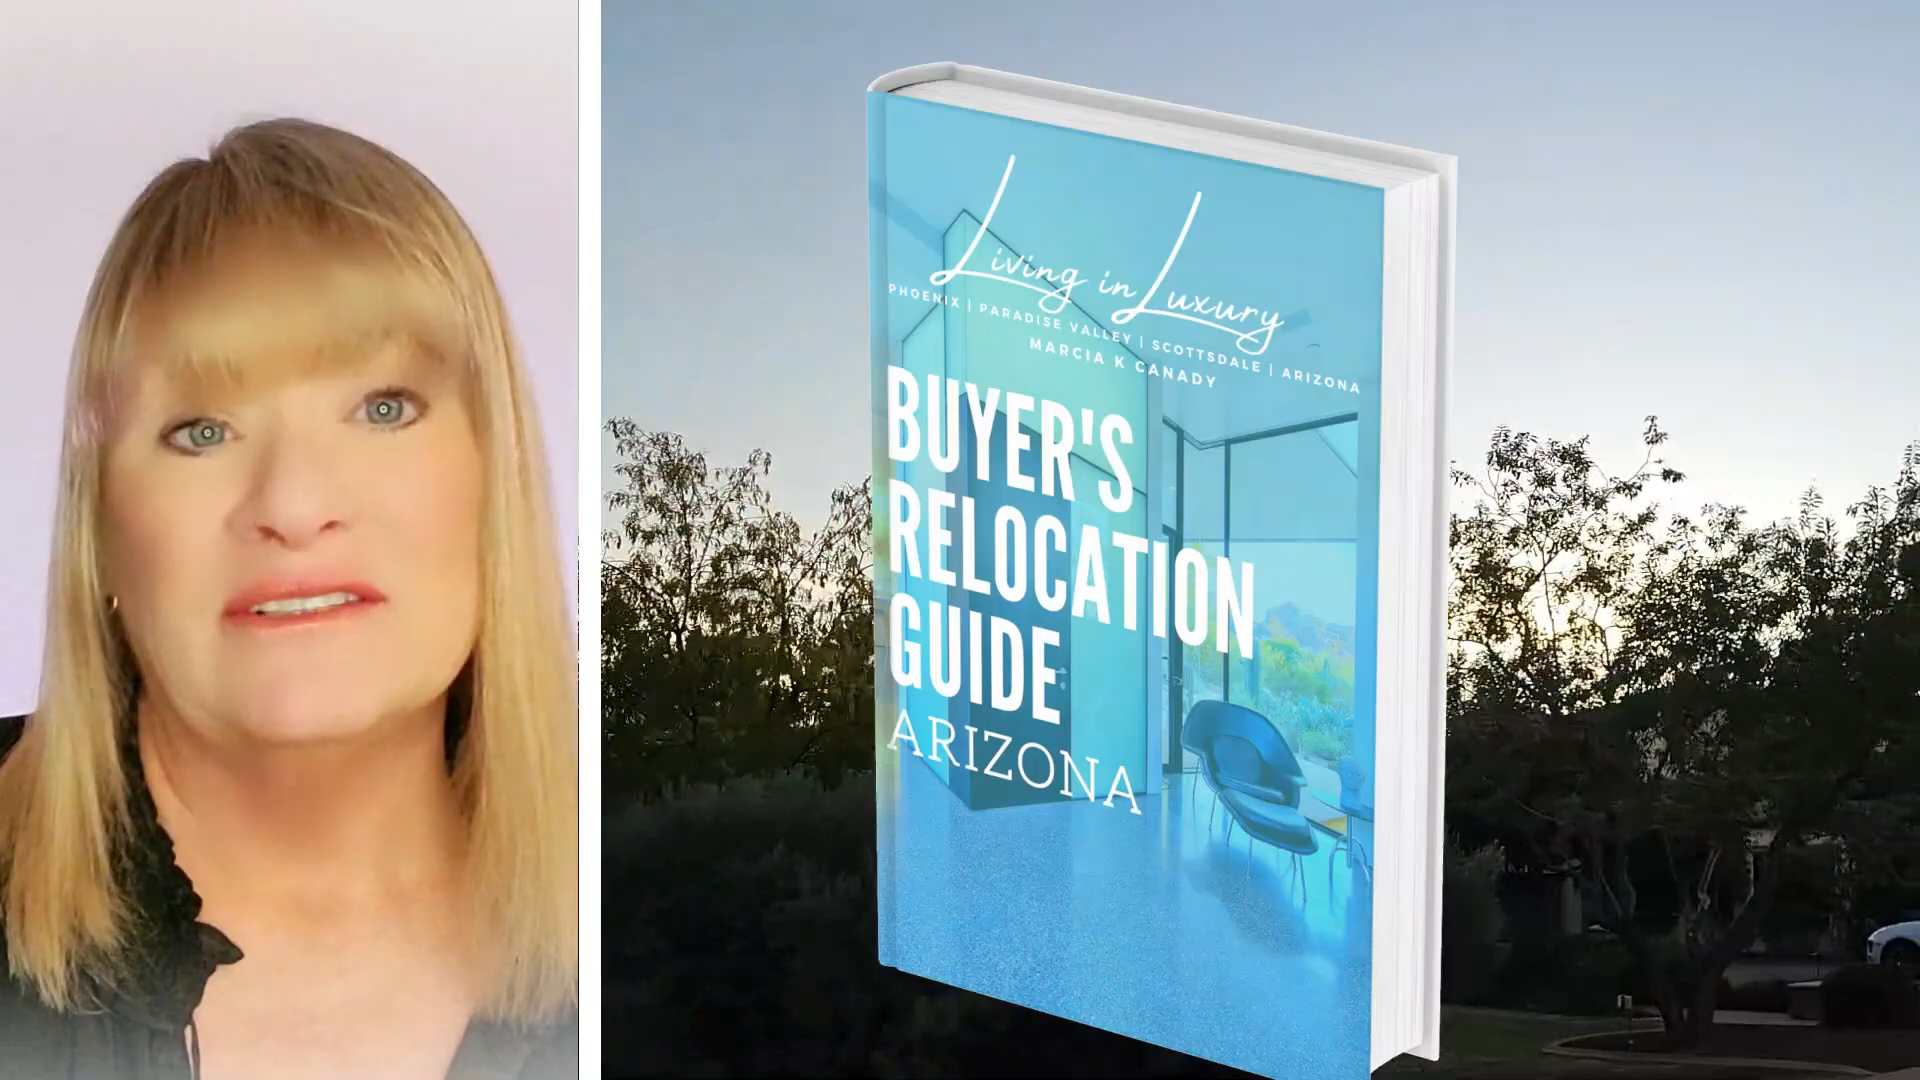 Living in Luxury
PHOENIX | PARADISE VALLEY | SCOTTSDALE | ARIZONA
MARCIA K CANADY
BUYER'S
RELOCATION
GUIDE
ARIZONA